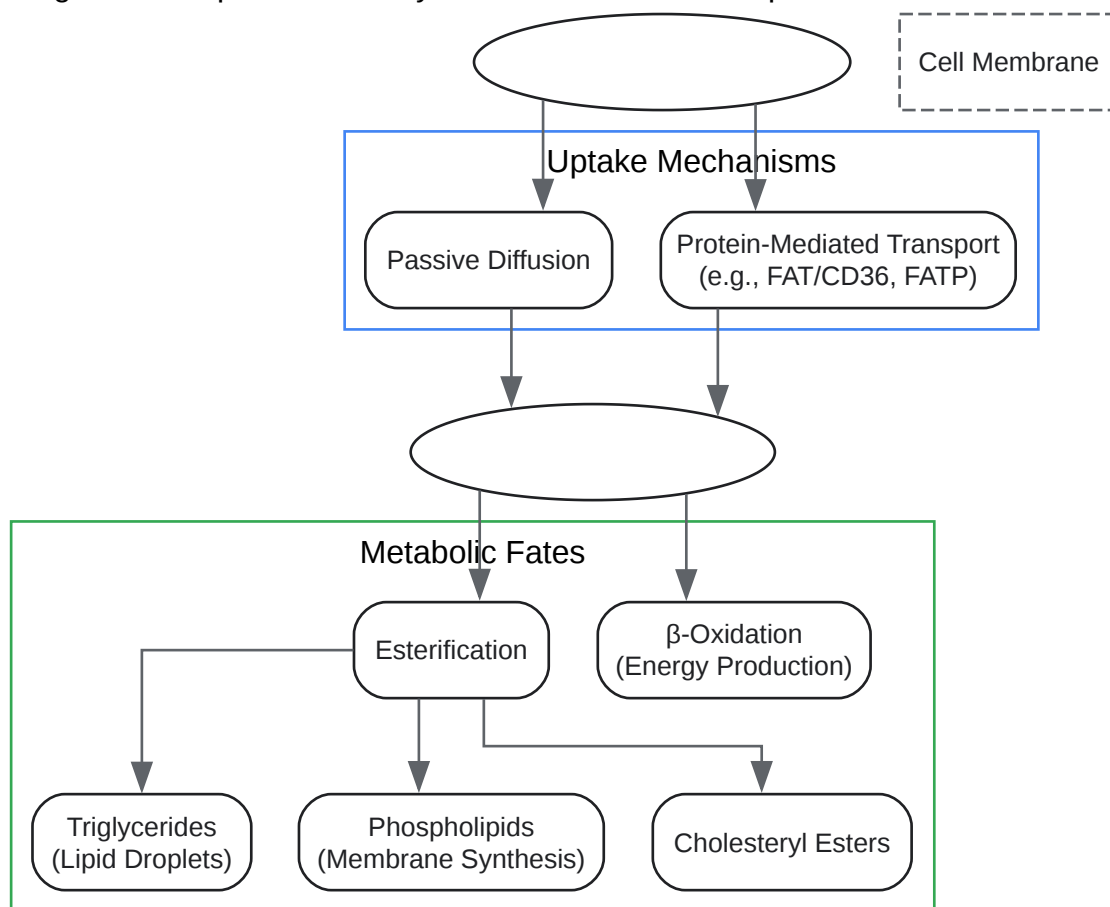 Cell Membrane
Uptake Mechanisms
Passive Diffusion
Protein-Mediated Transport
(e.g., FAT/CD36, FATP)
Metabolic Fates
Esterification
β-Oxidation
(Energy Production)
Triglycerides
(Lipid Droplets)
Phospholipids
(Membrane Synthesis)
Cholesteryl Esters